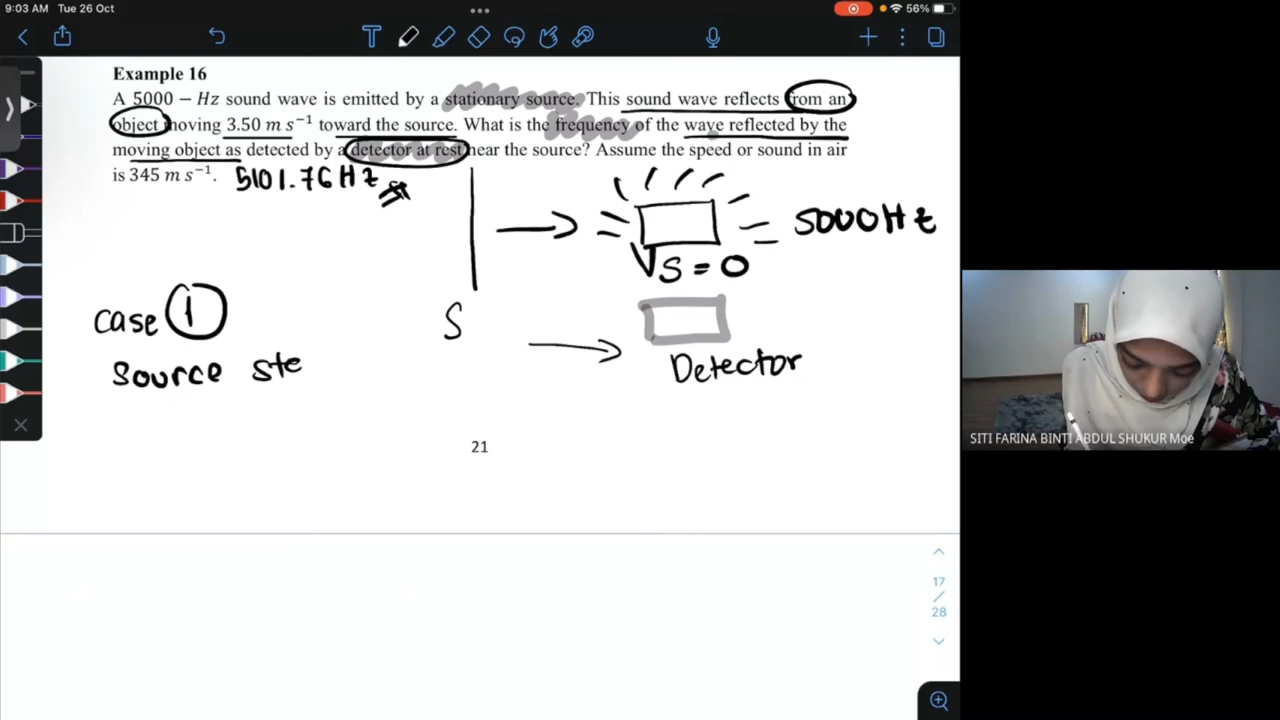 9:03 AM Tue 26 Oct
56%
T
Example 16
A 5000 – Hz sound wave is emitted by a stationary source. This sound wave reflects from an
object moving 3.50 m s⁻¹ toward the source. What is the frequency of the wave reflected by the
moving object as detected by a detector at rest near the source? Assume the speed or sound in air
is 345 m s⁻¹. 5101.76 Hz
5000Hz
VS = 0
case 1
S
Source ste
Detector
21
17
/
28
SITI FARINA BINTI ABDUL SHUKUR Moe